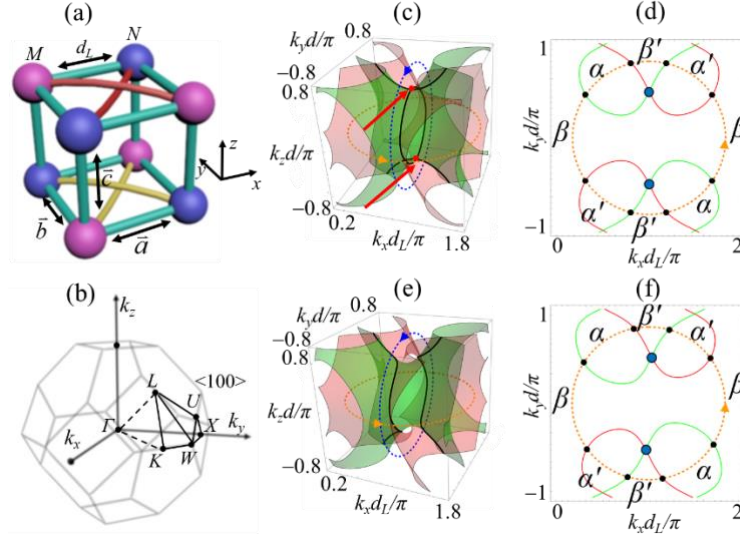 (a)
M
d_L
N
c⃗
b⃗
a⃗
z
y
x
(b)
k_z
L
<100>
U
Γ
X
k_y
k_x
K
W
(c)
k_yd/π
0.8
−0.8
0.8
k_zd/π
−0.8
0.2
k_xd_L/π
1.8
(d)
1
β′
α
α′
k_yd/π
β
β
α′
β′
α
−1
0
k_xd_L/π
2
(e)
k_yd/π
0.8
−0.8
0.8
k_zd/π
−0.8
0.2
k_xd_L/π
1.8
(f)
1
β′
α
α′
k_yd/π
β
β
α′
β′
α
−1
0
k_xd_L/π
2